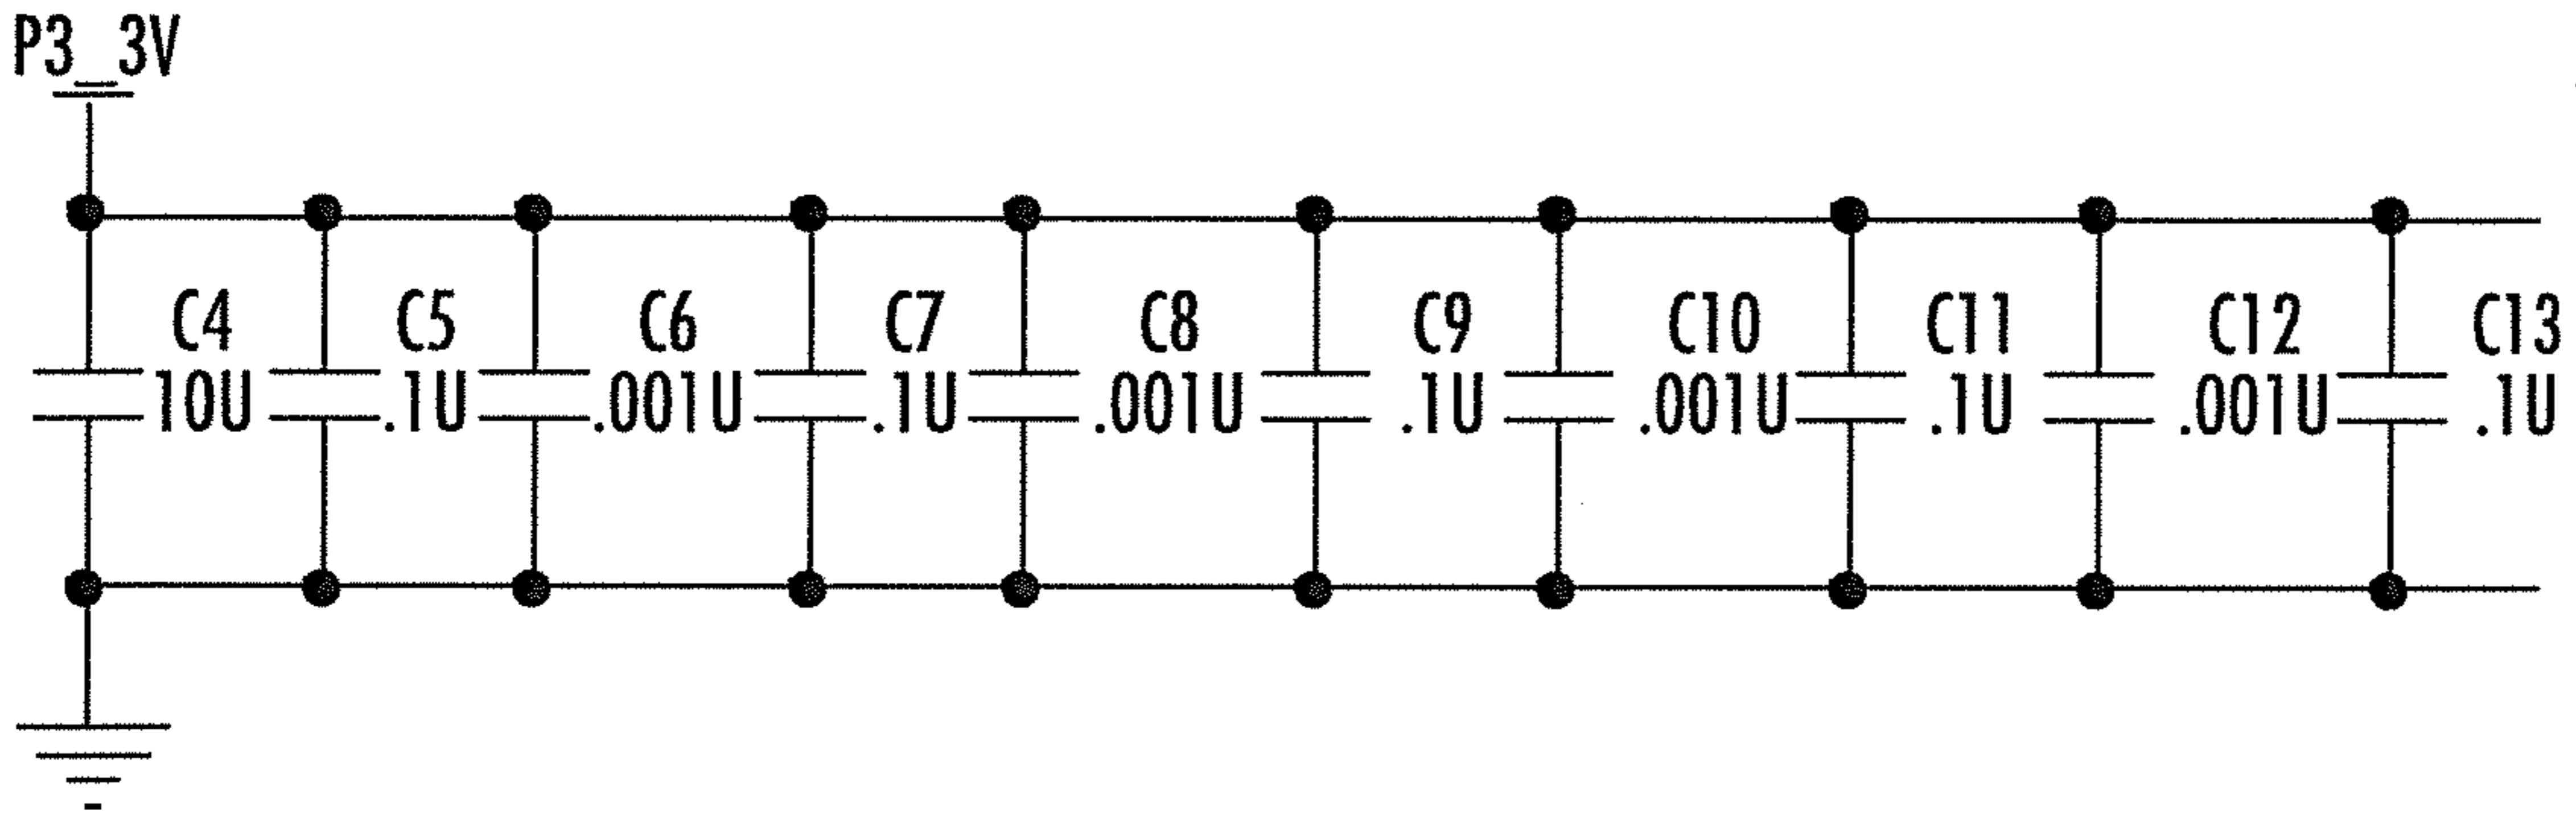 P3_3V
C4 C5 C6 C7 C8 C9 C10 C11 C12 C13
10U .1U .001U .1U .001U .1U .001U .1U .001U .1U